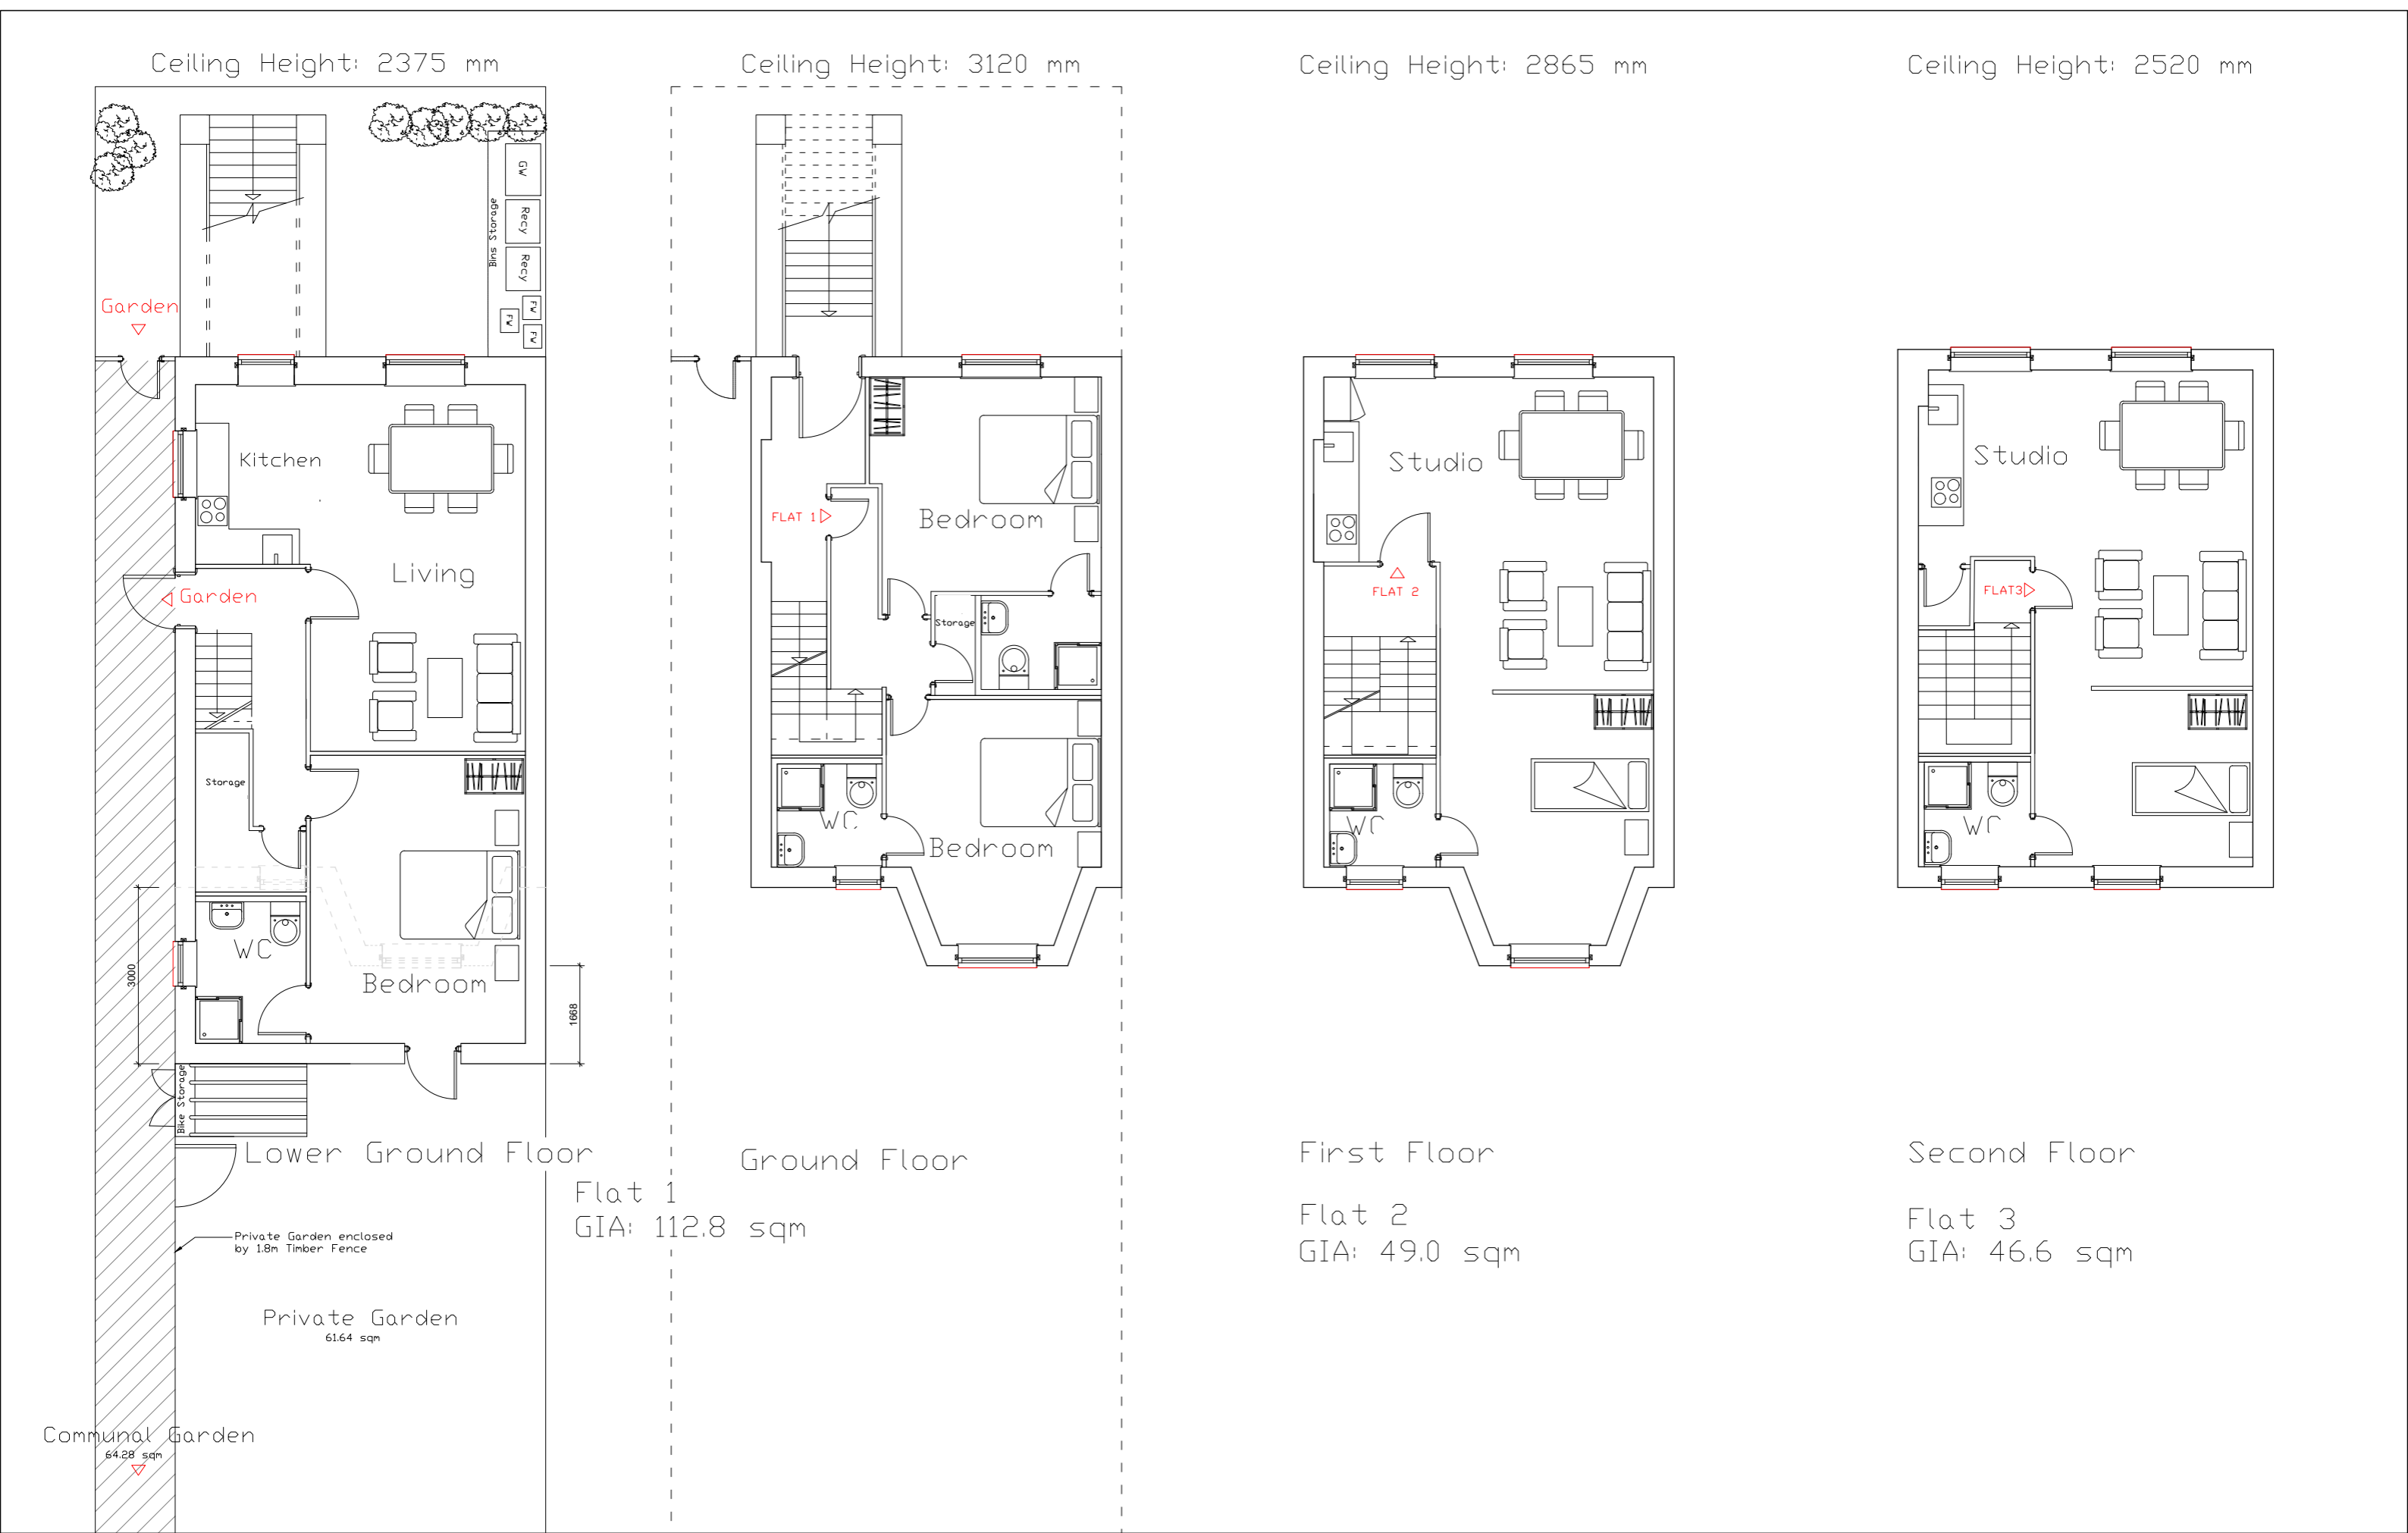 Ceiling Height: 2375 mm
Ceiling Height: 3120 mm
Ceiling Height: 2865 mm
Ceiling Height: 2520 mm
GW
Recy
Recy
Bins Storage
FW
FW
FW
Garden
Kitchen
Living
Garden
Storage
WC
Bedroom
3000
1668
Bike Storage
FLAT 1
Bedroom
Storage
WC
Bedroom
Studio
FLAT 2
WC
Studio
FLAT3
WC
Lower Ground Floor
Ground Floor
Flat 1
GIA: 112.8 sqm
First Floor
Flat 2
GIA: 49.0 sqm
Second Floor
Flat 3
GIA: 46.6 sqm
Private Garden enclosed
by 1.8m Timber Fence
Private Garden
61.64 sqm
Communal Garden
64.28 sqm